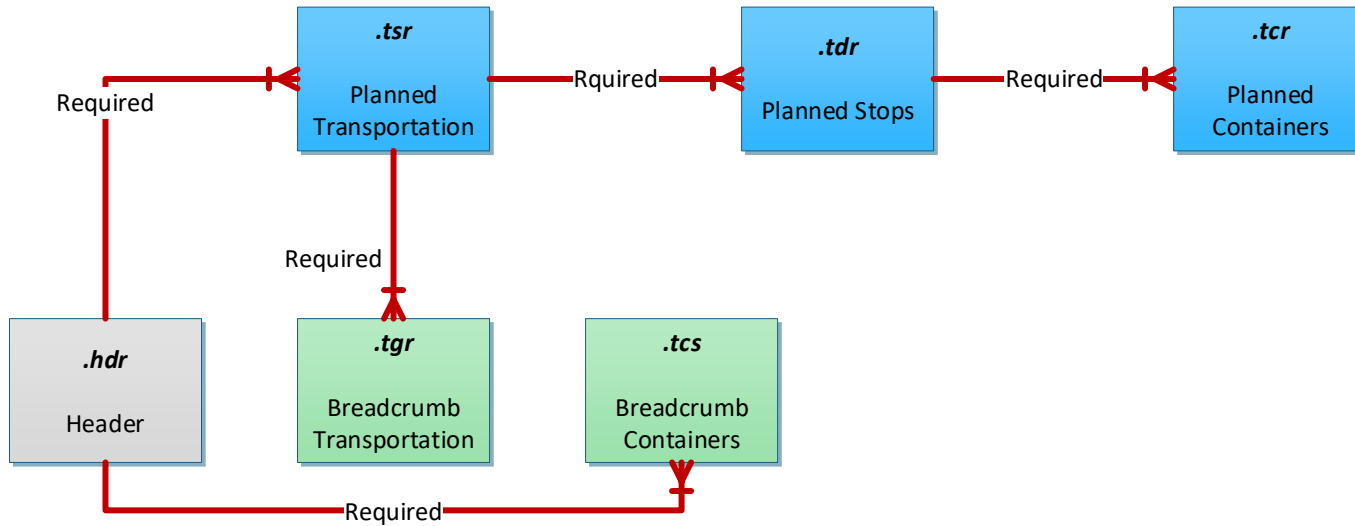 .tsr
Planned
Transportation
Rquired
.tdr
Planned Stops
Required
.tcr
Planned
Containers
Required
Required
.hdr
Header
.tgr
Breadcrumb
Transportation
.tcs
Breadcrumb
Containers
Required